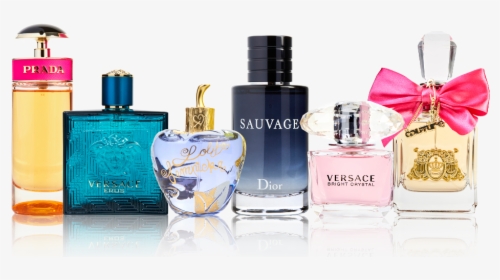 PRADA
VERSACE
EROS
SAUVAGE
Dior
VERSACE
BRIGHT CRYSTAL
COUTURE